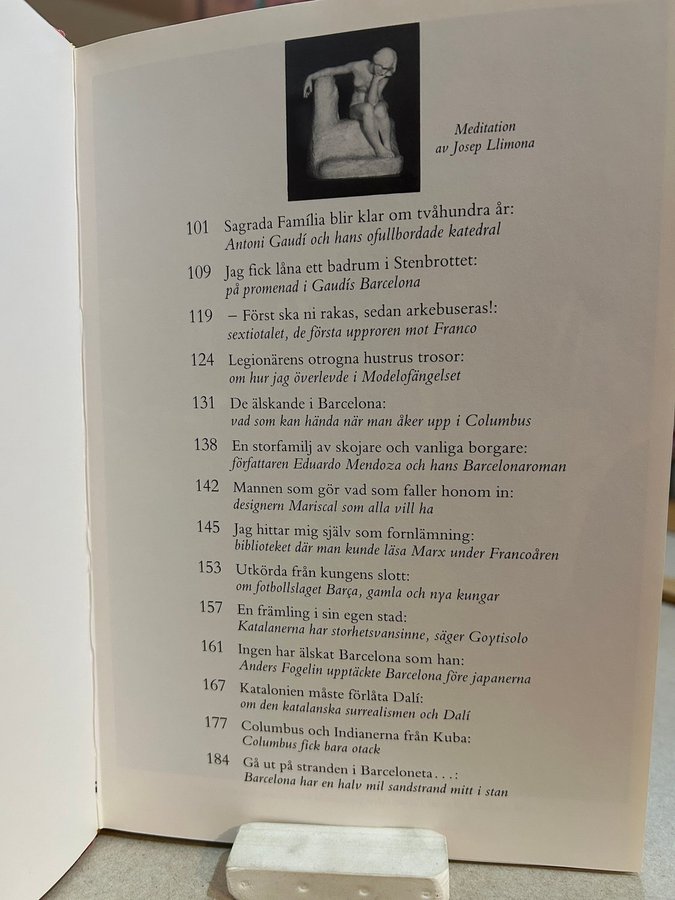 Meditation
av Josep Llimona
101 Sagrada Família blir klar om tvåhundra år:
Antoni Gaudí och hans ofullbordade katedral
109 Jag fick låna ett badrum i Stenbrottet:
på promenad i Gaudís Barcelona
119 – Först ska ni rakas, sedan arkebuseras!:
sextiotalet, de första upproren mot Franco
124 Legionärens otrogna hustrus trosor:
om hur jag överlevde i Modelofängelset
131 De älskande i Barcelona:
vad som kan hända när man åker upp i Columbus
138 En storfamilj av skojare och vanliga borgare:
författaren Eduardo Mendoza och hans Barcelonaroman
142 Mannen som gör vad som faller honom in:
designern Mariscal som alla vill ha
145 Jag hittar mig själv som fornlämning:
biblioteket där man kunde läsa Marx under Francoåren
153 Utkörda från kungens slott:
om fotbollslaget Barça, gamla och nya kungar
157 En främling i sin egen stad:
Katalanerna har storhetsvansinne, säger Goytisolo
161 Ingen har älskat Barcelona som han:
Anders Fogelin upptäckte Barcelona före japanerna
167 Katalonien måste förlåta Dalí:
om den katalanska surrealismen och Dalí
177 Columbus och Indianerna från Kuba:
Columbus fick bara otack
184 Gå ut på stranden i Barceloneta...:
Barcelona har en halv mil sandstrand mitt i stan